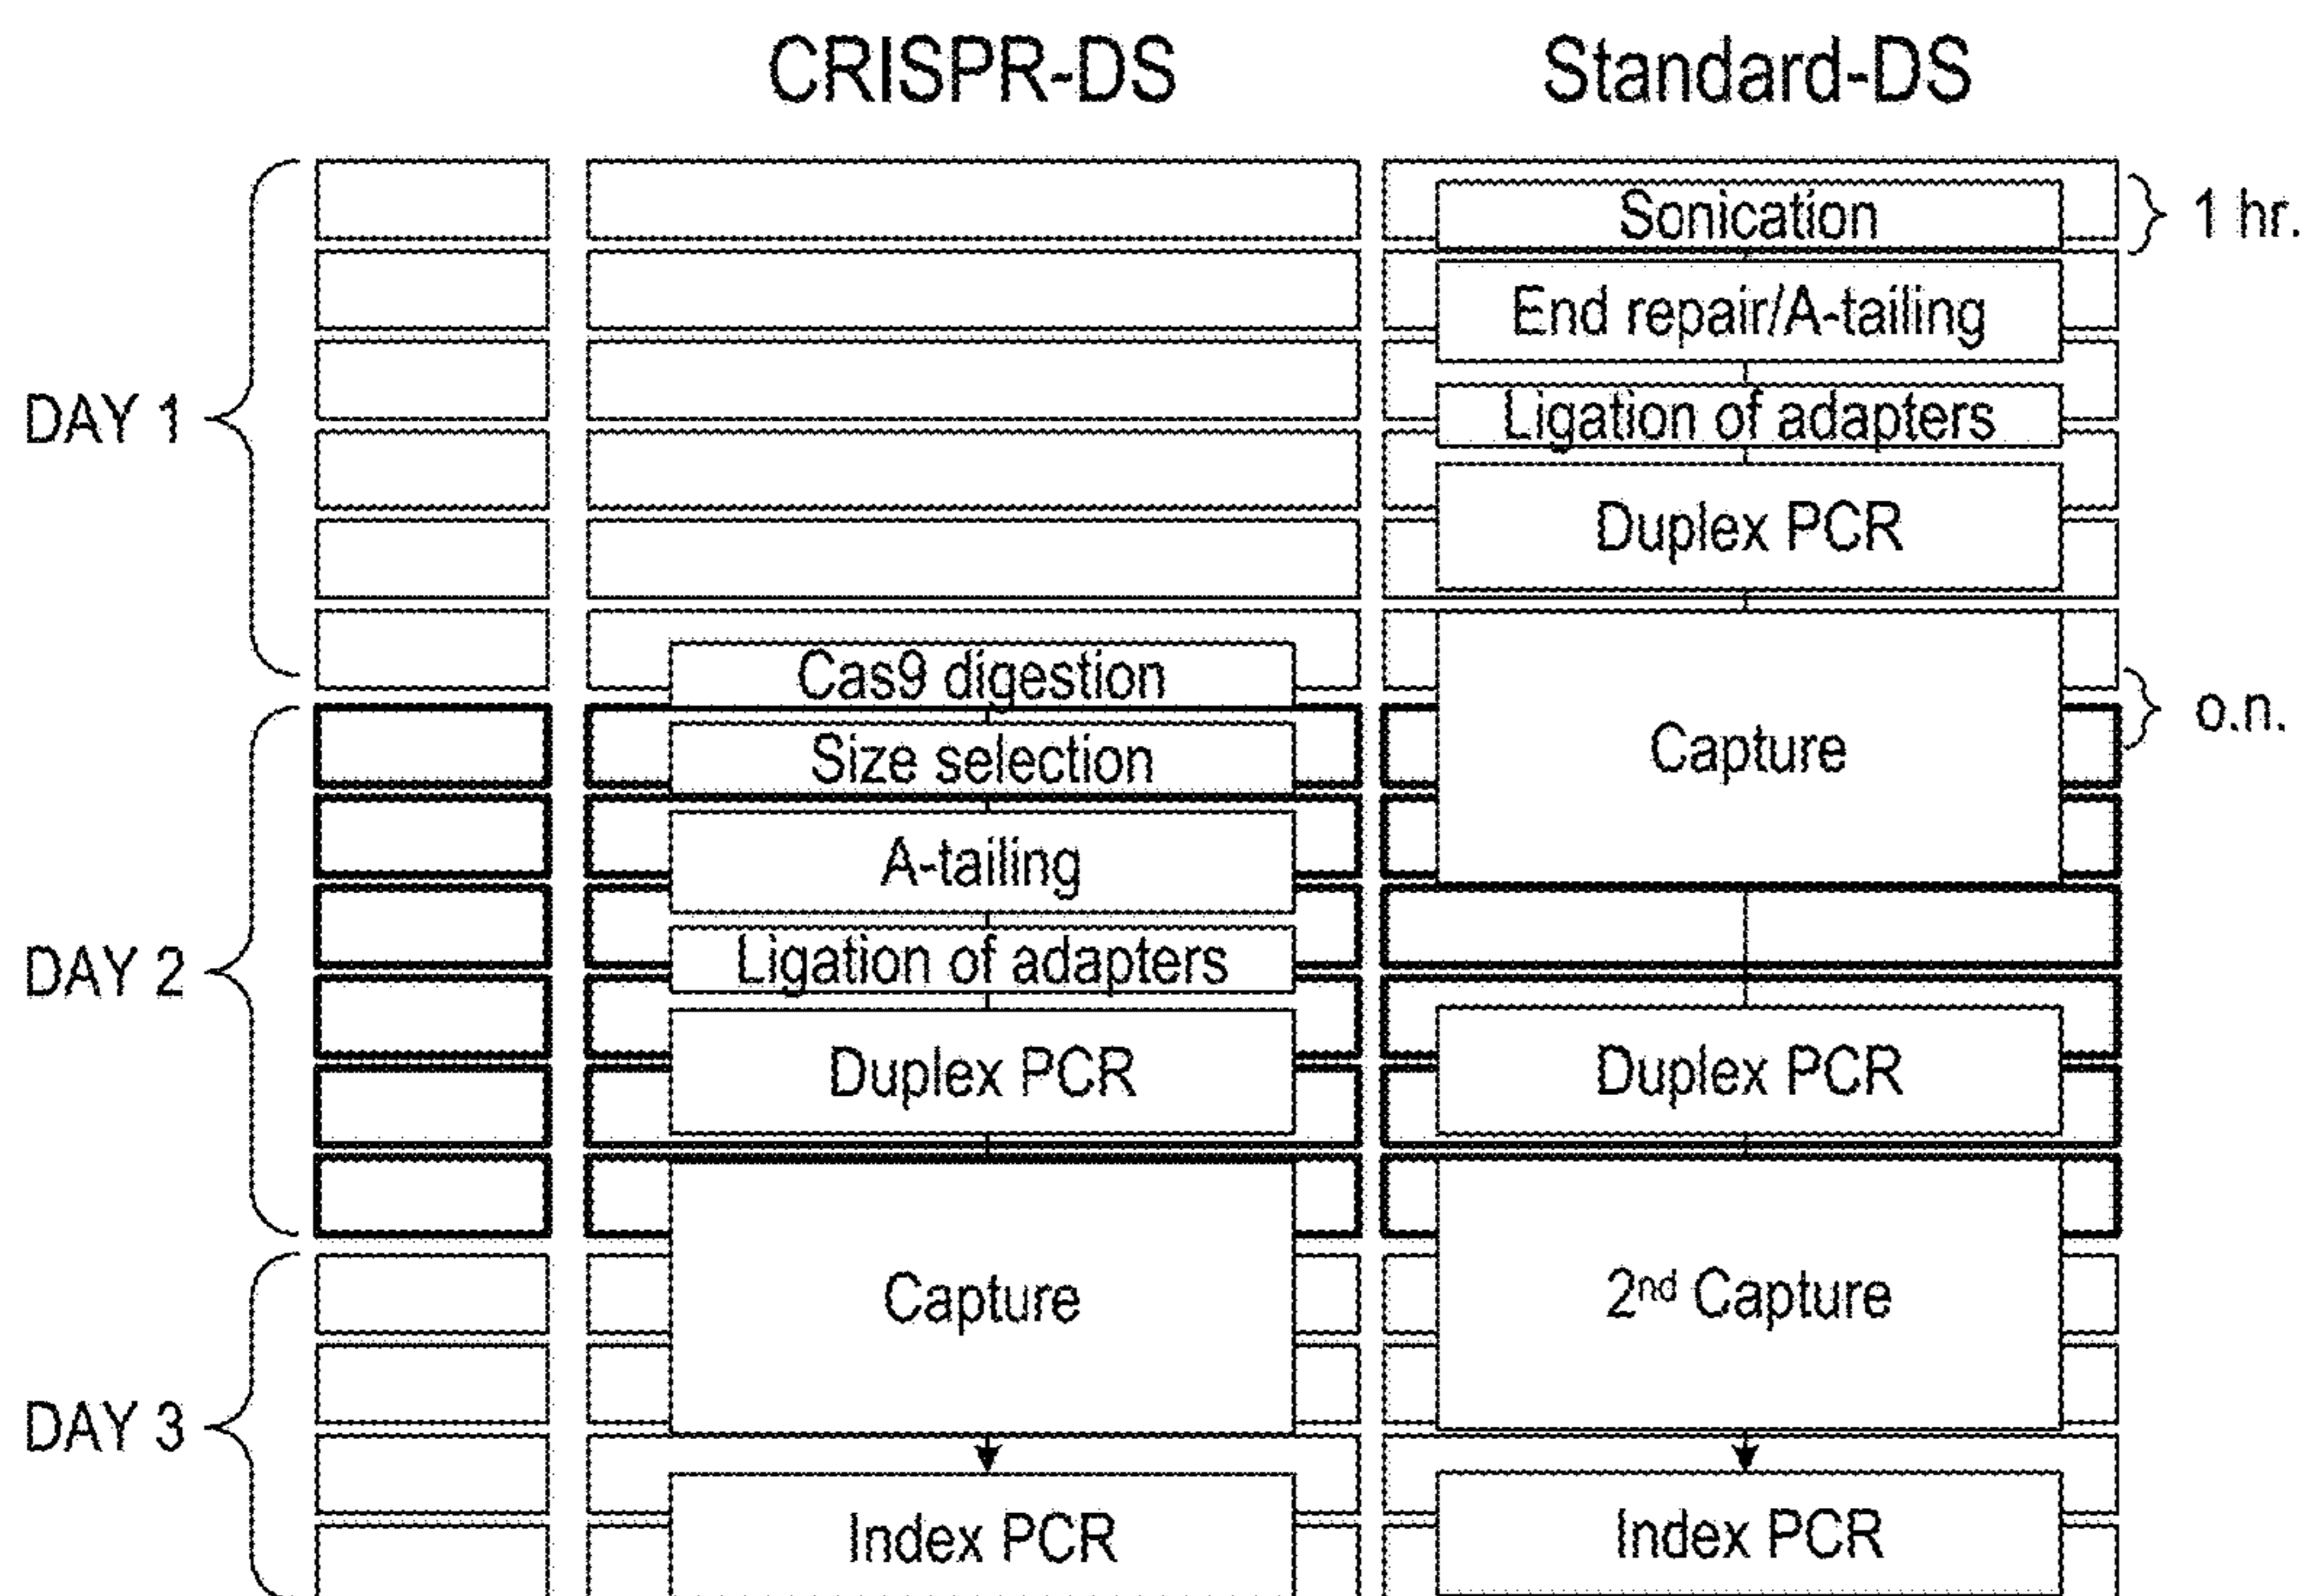 CRISPR-DS
Standard-DS
Sonication
1 hr.
End repair/A-tailing
DAY 1
Ligation of adapters
Duplex PCR
Cas9 digestion
o.n.
Size selection
Capture
A-tailing
DAY 2
Ligation of adapters
Duplex PCR
Duplex PCR
Capture
2nd Capture
DAY 3
Index PCR
Index PCR